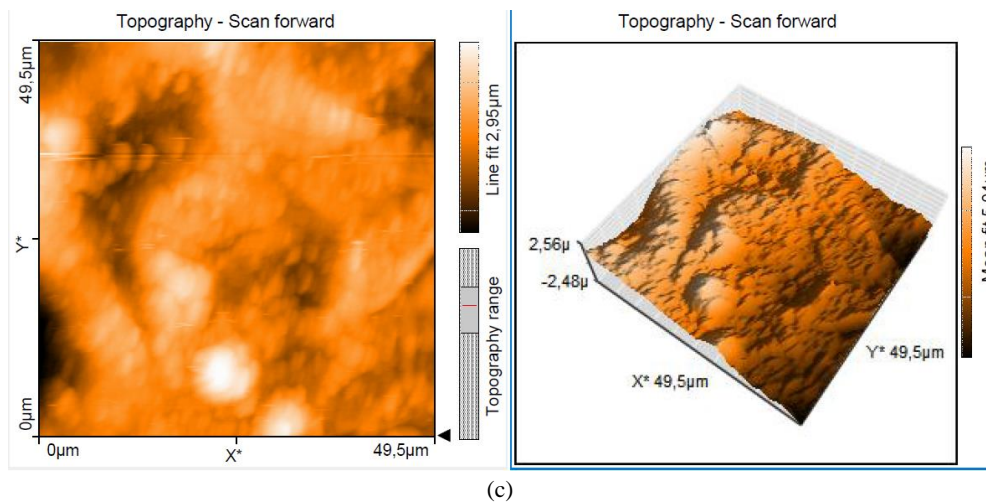 Topography - Scan forward
49,5µm
Y*
0µm
0µm
X*
49,5µm
Line fit 2,95µm
Topography range
Topography - Scan forward
2,56µ
-2,48µ
X* 49,5µm
Y* 49,5µm
fit
(c)